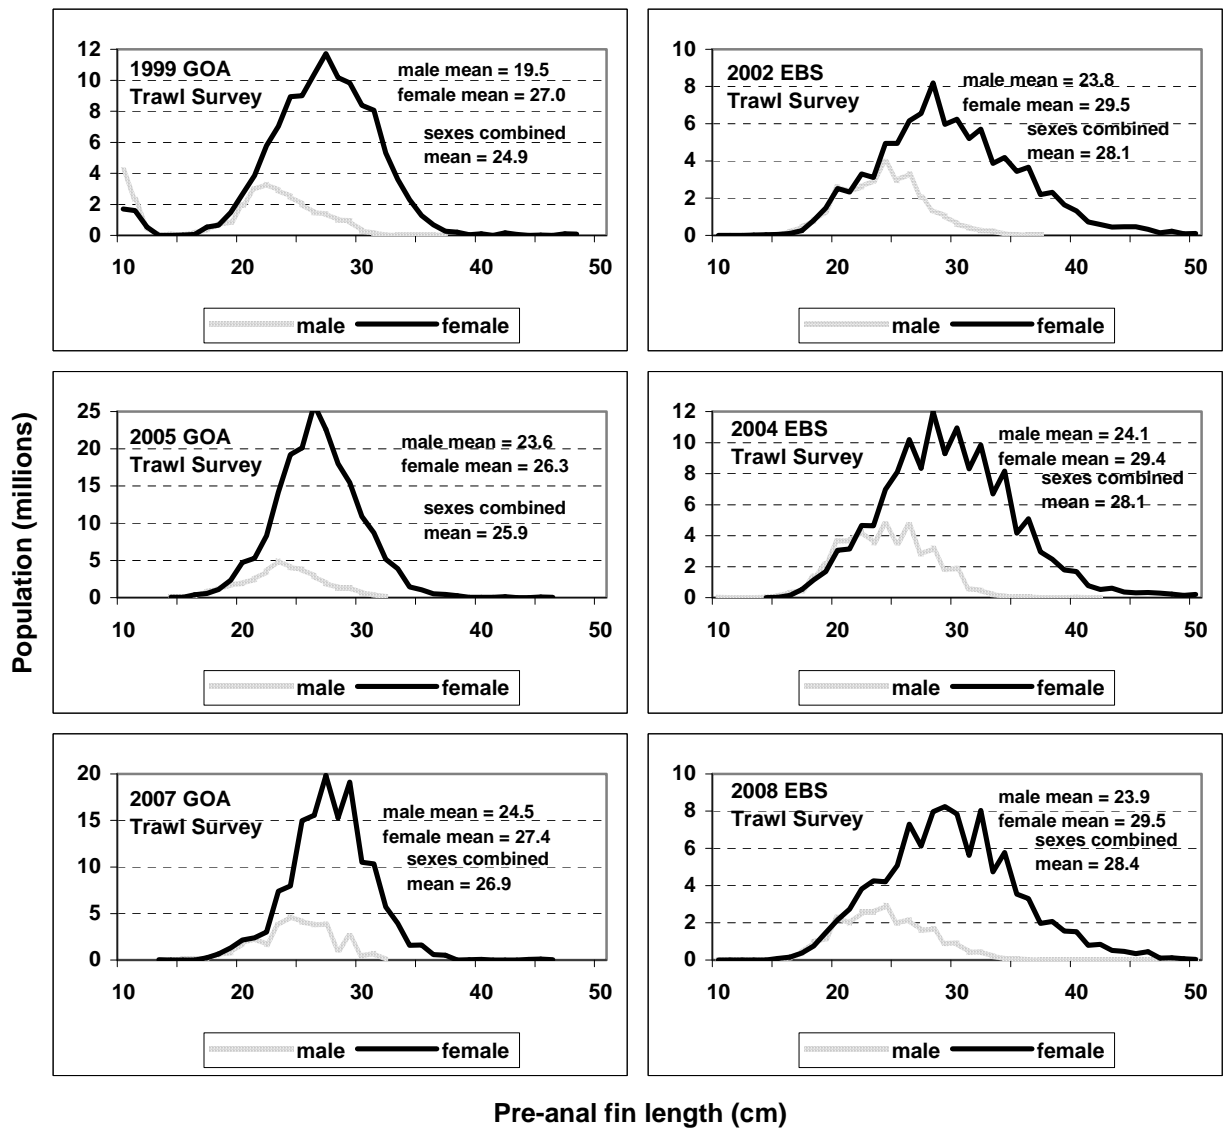 Population (millions)
1999 GOA
Trawl Survey
male mean = 19.5
female mean = 27.0
sexes combined
mean = 24.9
12
10
8
6
4
2
0
10 20 30 40 50
male female
2002 EBS
Trawl Survey
male mean = 23.8
female mean = 29.5
sexes combined
mean = 28.1
10
8
6
4
2
0
10 20 30 40 50
male female
2005 GOA
Trawl Survey
male mean = 23.6
female mean = 26.3
sexes combined
mean = 25.9
25
20
15
10
5
0
10 20 30 40 50
male female
2004 EBS
Trawl Survey
male mean = 24.1
female mean = 29.4
sexes combined
mean = 28.1
12
10
8
6
4
2
0
10 20 30 40 50
male female
2007 GOA
Trawl Survey
male mean = 24.5
female mean = 27.4
sexes combined
mean = 26.9
20
15
10
5
0
10 20 30 40 50
male female
2008 EBS
Trawl Survey
male mean = 23.9
female mean = 29.5
sexes combined
mean = 28.4
10
8
6
4
2
0
10 20 30 40 50
male female
Pre-anal fin length (cm)